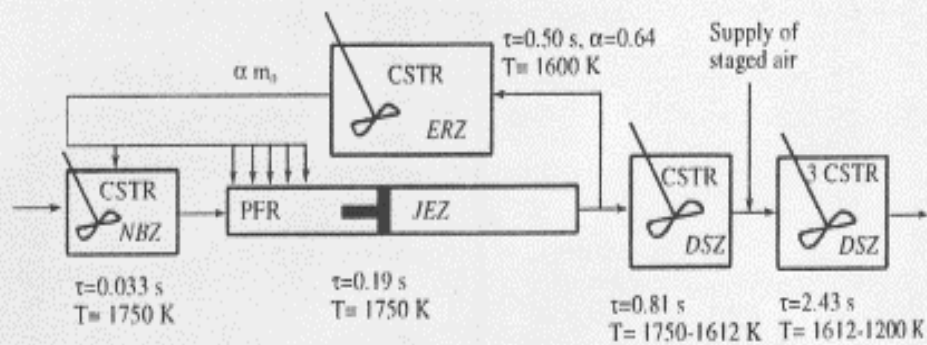 τ=0.50 s, α=0.64
T= 1600 K
Supply of
staged air
α m₀
CSTR
ERZ
CSTR
NBZ
PFR
JEZ
CSTR
DSZ
3 CSTR
DSZ
τ=0.033 s
T= 1750 K
τ=0.19 s
T= 1750 K
τ=0.81 s
T= 1750-1612 K
τ=2.43 s
T= 1612-1200 K